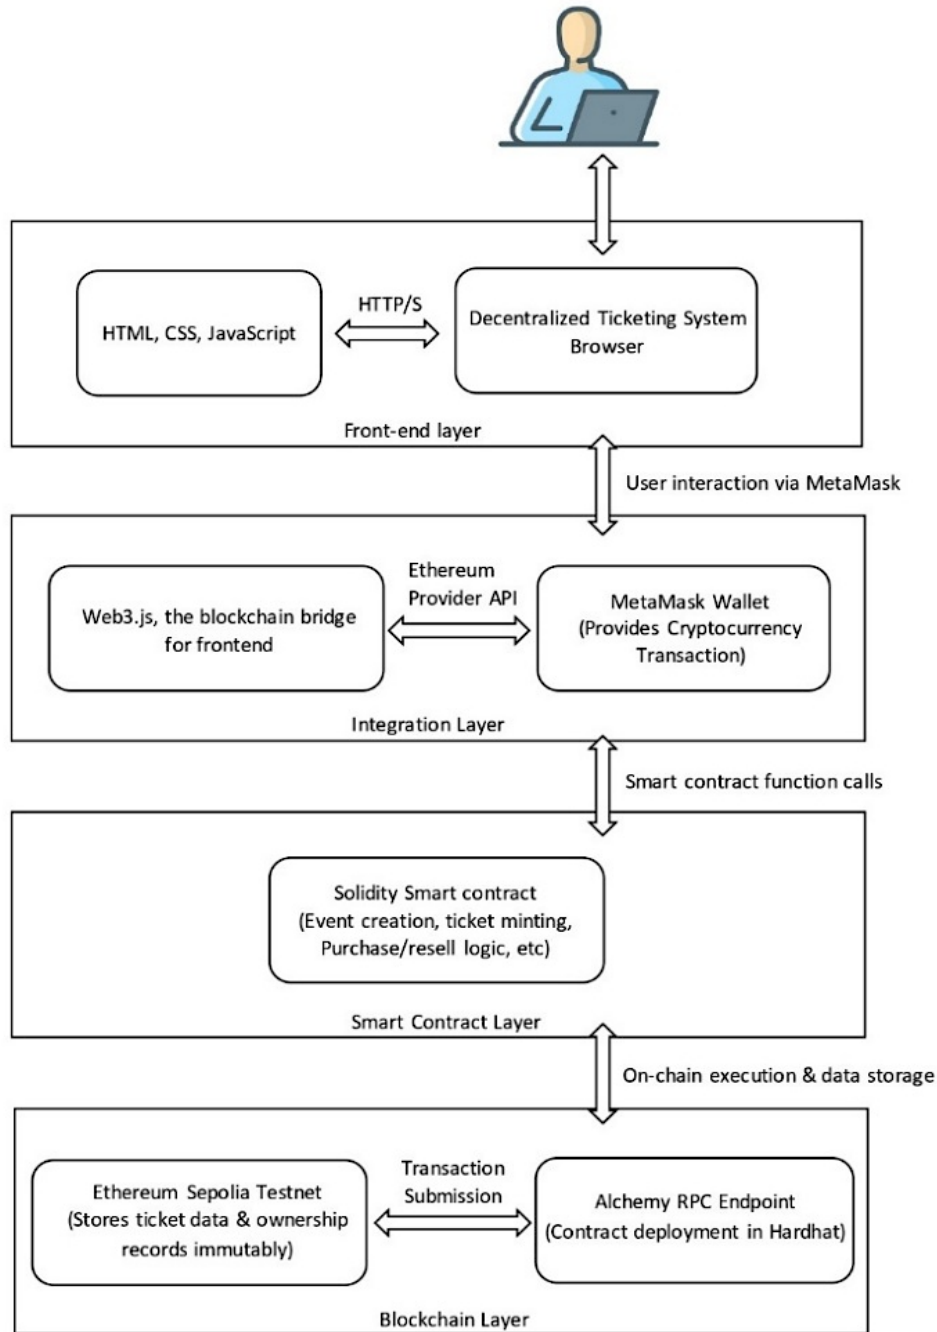 HTTP/S
HTML, CSS, JavaScript
Decentralized Ticketing System
Browser
Front-end layer
User interaction via MetaMask
Ethereum
Provider API
Web3.js, the blockchain bridge
for frontend
MetaMask Wallet
(Provides Cryptocurrency
Transaction)
Integration Layer
Smart contract function calls
Solidity Smart contract
(Event creation, ticket minting,
Purchase/resell logic, etc)
Smart Contract Layer
On-chain execution & data storage
Transaction
Submission
Ethereum Sepolia Testnet
(Stores ticket data & ownership
records immutably)
Alchemy RPC Endpoint
(Contract deployment in Hardhat)
Blockchain Layer